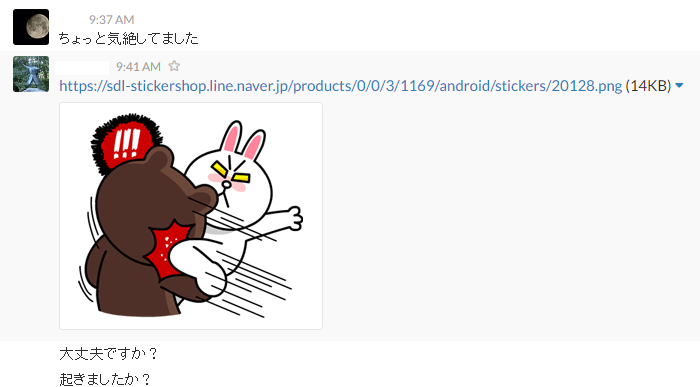 9:37 AM
ちょっと気絶してました
9:41 AM
https://sdl-stickershop.line.naver.jp/products/0/0/3/1169/android/stickers/20128.png (14KB)
!!!
大丈夫ですか？
起きましたか？